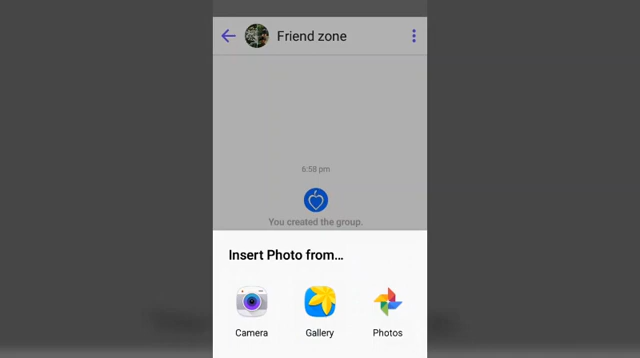 Friend zone
6:58 pm
You created the group.
Insert Photo from...
Camera
Gallery
Photos